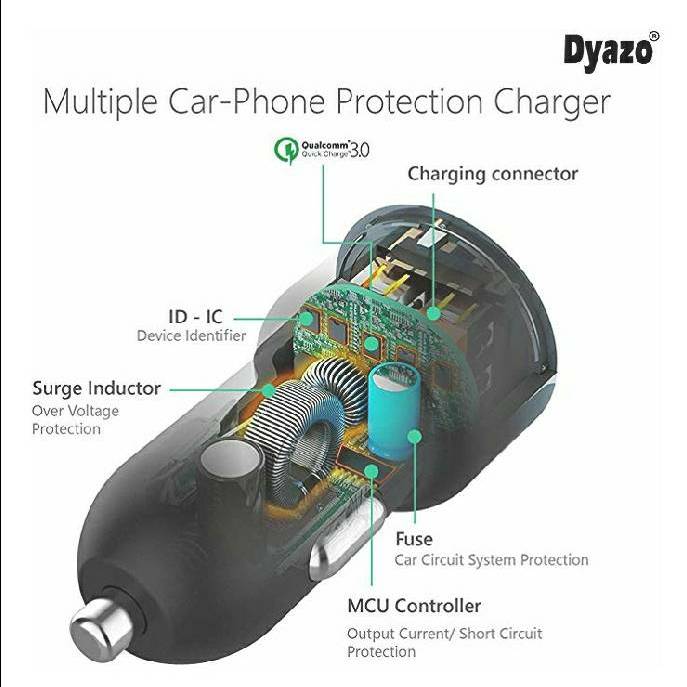 Dyazo®
Multiple Car-Phone Protection Charger
Qualcomm®
Quick Charge™ 3.0
Charging connector
ID - IC
Device Identifier
Surge Inductor
Over Voltage
Protection
Fuse
Car Circuit System Protection
MCU Controller
Output Current/ Short Circuit
Protection